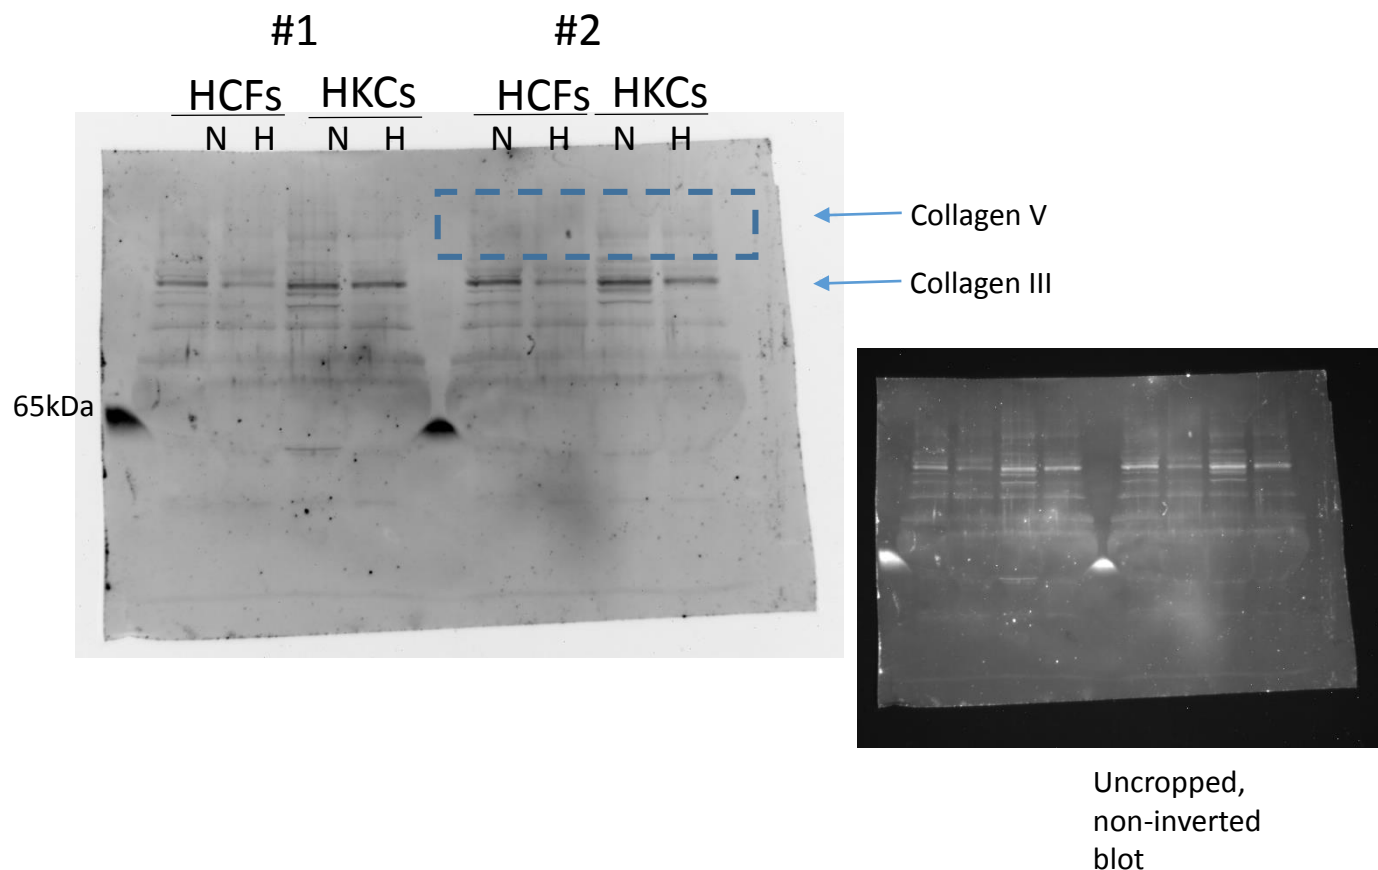 #1 #2
HCFs HKCs HCFs HKCs
N H N H N H N H
Collagen V
Collagen III
65kDa
Uncropped,
non-inverted
blot